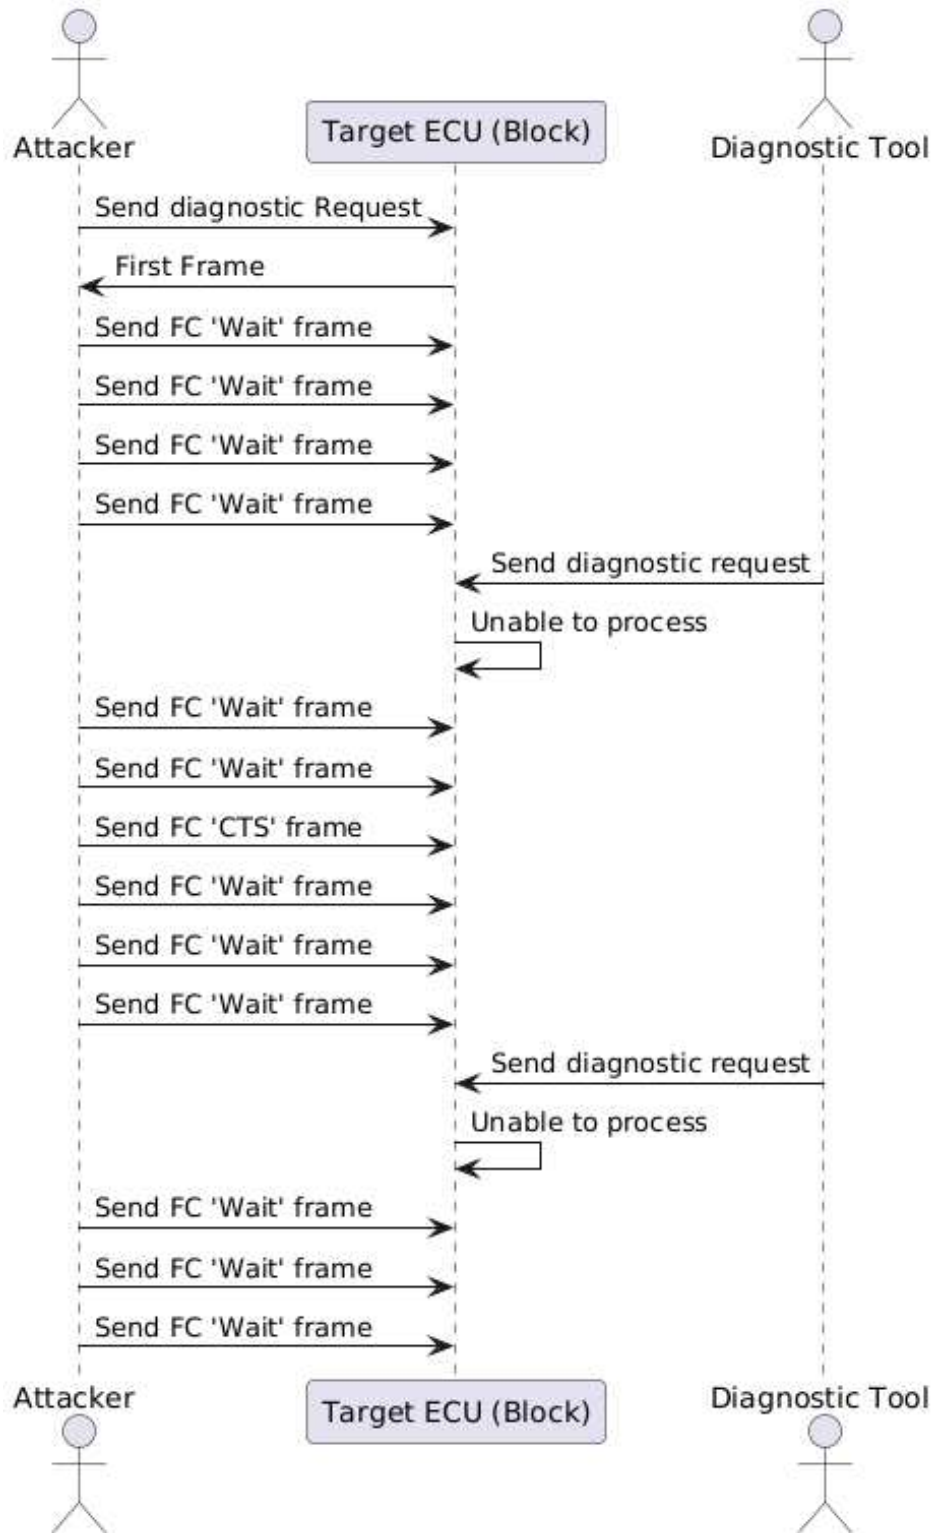 Attacker
Target ECU (Block)
Diagnostic Tool
Send diagnostic Request
First Frame
Send FC 'Wait' frame
Send FC 'Wait' frame
Send FC 'Wait' frame
Send FC 'Wait' frame
Send diagnostic request
Unable to process
Send FC 'Wait' frame
Send FC 'Wait' frame
Send FC 'CTS' frame
Send FC 'Wait' frame
Send FC 'Wait' frame
Send FC 'Wait' frame
Send diagnostic request
Unable to process
Send FC 'Wait' frame
Send FC 'Wait' frame
Send FC 'Wait' frame
Attacker
Target ECU (Block)
Diagnostic Tool